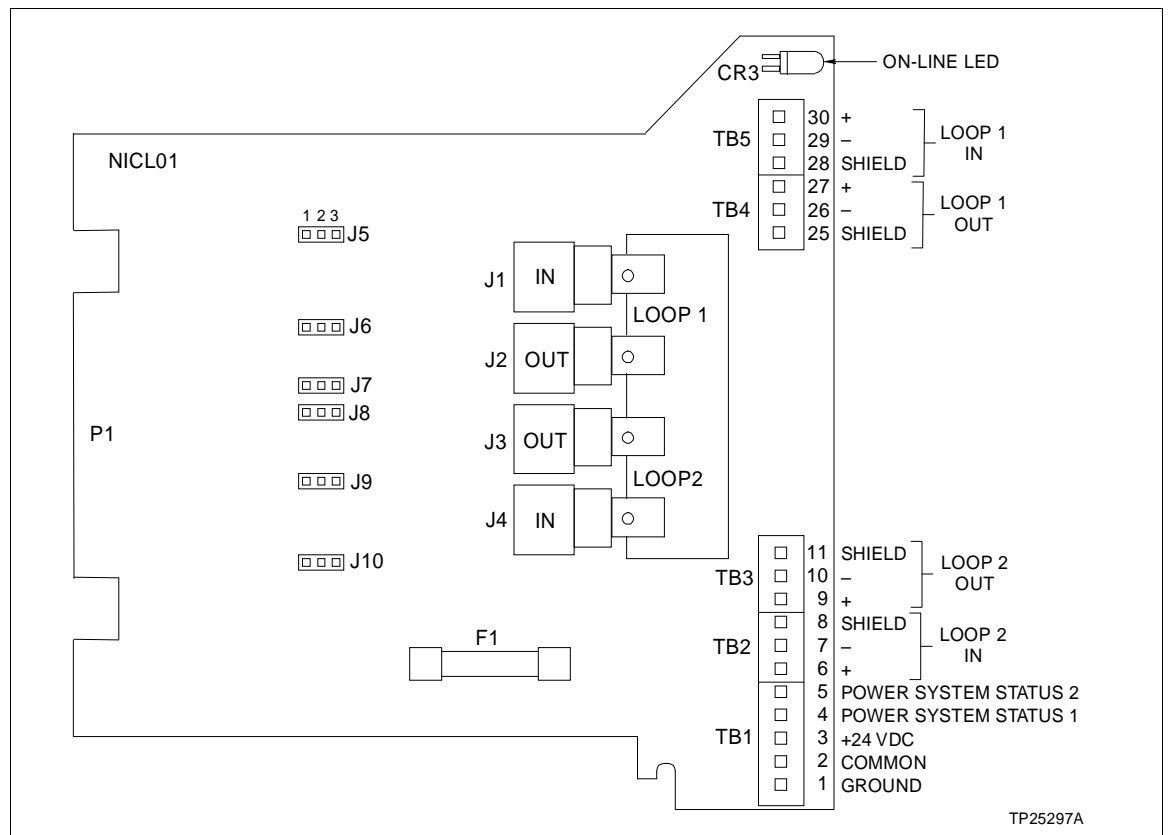 CR3
ON-LINE LED
NICL01
TB5
30 +
29 –
28 SHIELD
LOOP 1
IN
TB4
27 +
26 –
25 SHIELD
LOOP 1
OUT
1 2 3
J5
J6
J7
J8
J9
J10
P1
J1
IN
LOOP 1
J2
OUT
J3
OUT
LOOP2
J4
IN
F1
TB3
11 SHIELD
10 –
9 +
LOOP 2
OUT
TB2
8 SHIELD
7 –
6 +
LOOP 2
IN
TB1
5 POWER SYSTEM STATUS 2
4 POWER SYSTEM STATUS 1
3 +24 VDC
2 COMMON
1 GROUND
TP25297A